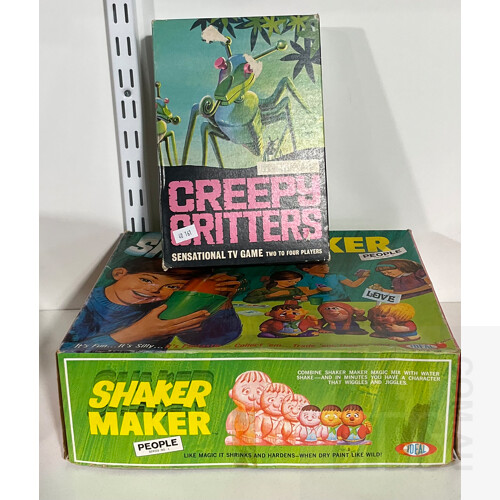 CREEPY
CRITTERS
SENSATIONAL TV GAME TWO TO FOUR PLAYERS
MAKER
PEOPLE
LOVE
It's Fun...It's Silly...
SHAKER
MAKER
PEOPLE
COMBINE SHAKER MAKER MAGIC MIX WITH WATER
SHAKE—AND IN MINUTES YOU HAVE A CHARACTER
THAT WIGGLES AND JIGGLES.
IDEAL
LIKE MAGIC IT SHRINKS AND HARDENS—WHEN DRY PAINT LIKE WILD!